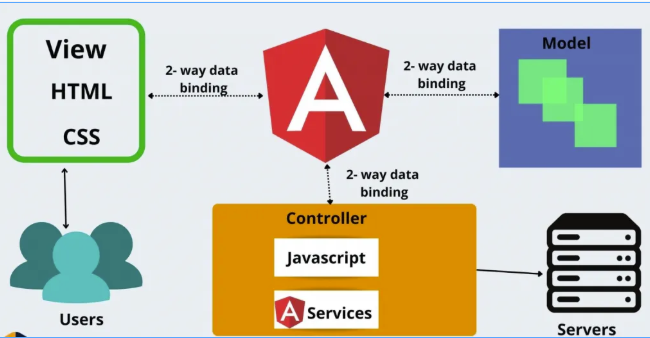 View
HTML
CSS
2- way data
binding
A
2- way data
binding
Model
2- way data
binding
Users
Controller
Javascript
A Services
Servers